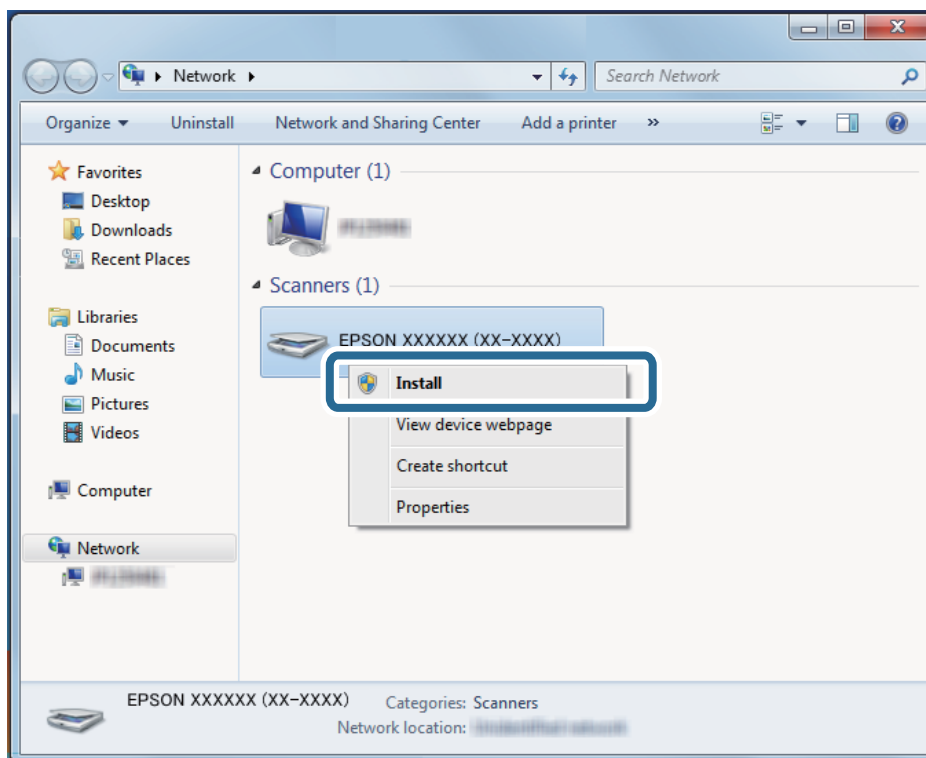 Network
Search Network
Organize
Uninstall
Network and Sharing Center
Add a printer
»
Favorites
Desktop
Downloads
Recent Places
Libraries
Documents
Music
Pictures
Videos
Computer
Network
Computer (1)
Scanners (1)
EPSON XXXXXX (XX-XXXX)
Install
View device webpage
Create shortcut
Properties
EPSON XXXXXX (XX-XXXX)
Categories: Scanners
Network location: